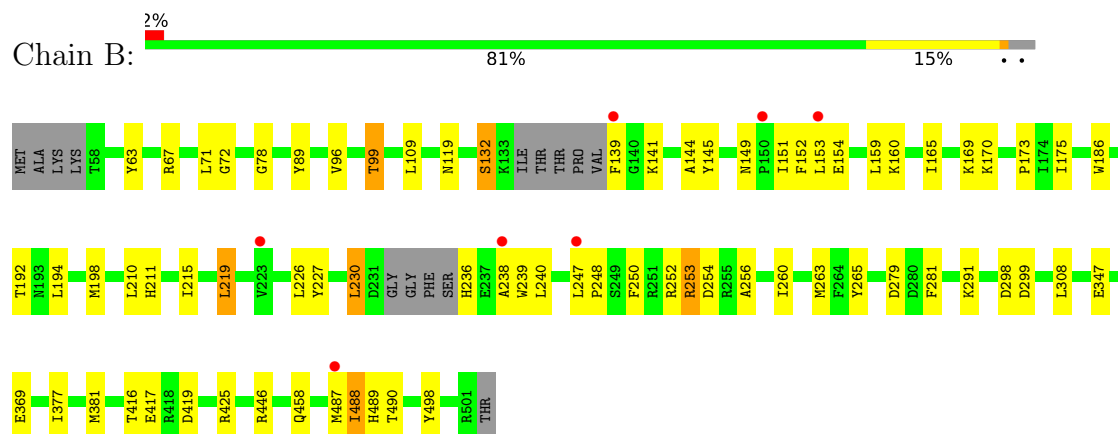 2%
Chain B:
81% 15% • •
MET ALA LYS LYS T58 Y63 R67 L71 G72 G78 Y89 V96 T99 L109 N119 S132 K133 ILE THR THR PRO VAL F139 G140 K141 A144 Y145 N149 P150 I151 F152 L153 E154 L159 K160 I165 K169 K170 P173 I174 I175 W186
T192 N193 L194 M198 L210 H211 I215 L219 V223 L226 Y227 L230 D231 GLY GLY PHE SER H236 E237 A238 W239 L240 L247 P248 S249 F250 R251 R252 R253 D254 R255 A256 I260 M263 F264 Y265 D279 D280 F281 K291 D298 D299 L308 E347
E369 I377 M381 T416 E417 R418 D419 R425 R446 Q458 M487 I488 H489 T490 Y498 R501 THR